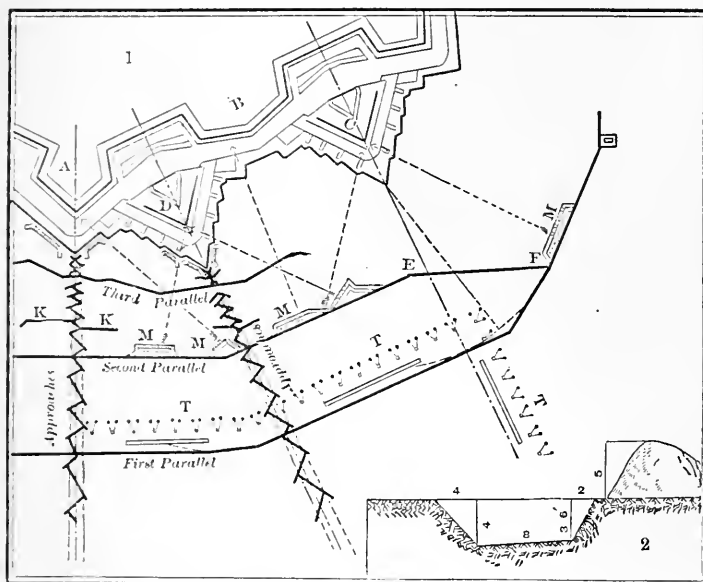 1
B
A
C
D
M
E
F
Third Parallel
K
K
M
M
M
Approaches
Second Parallel
T
T
T
Approaches
First Parallel
4
2
5
4
8
3 6
2